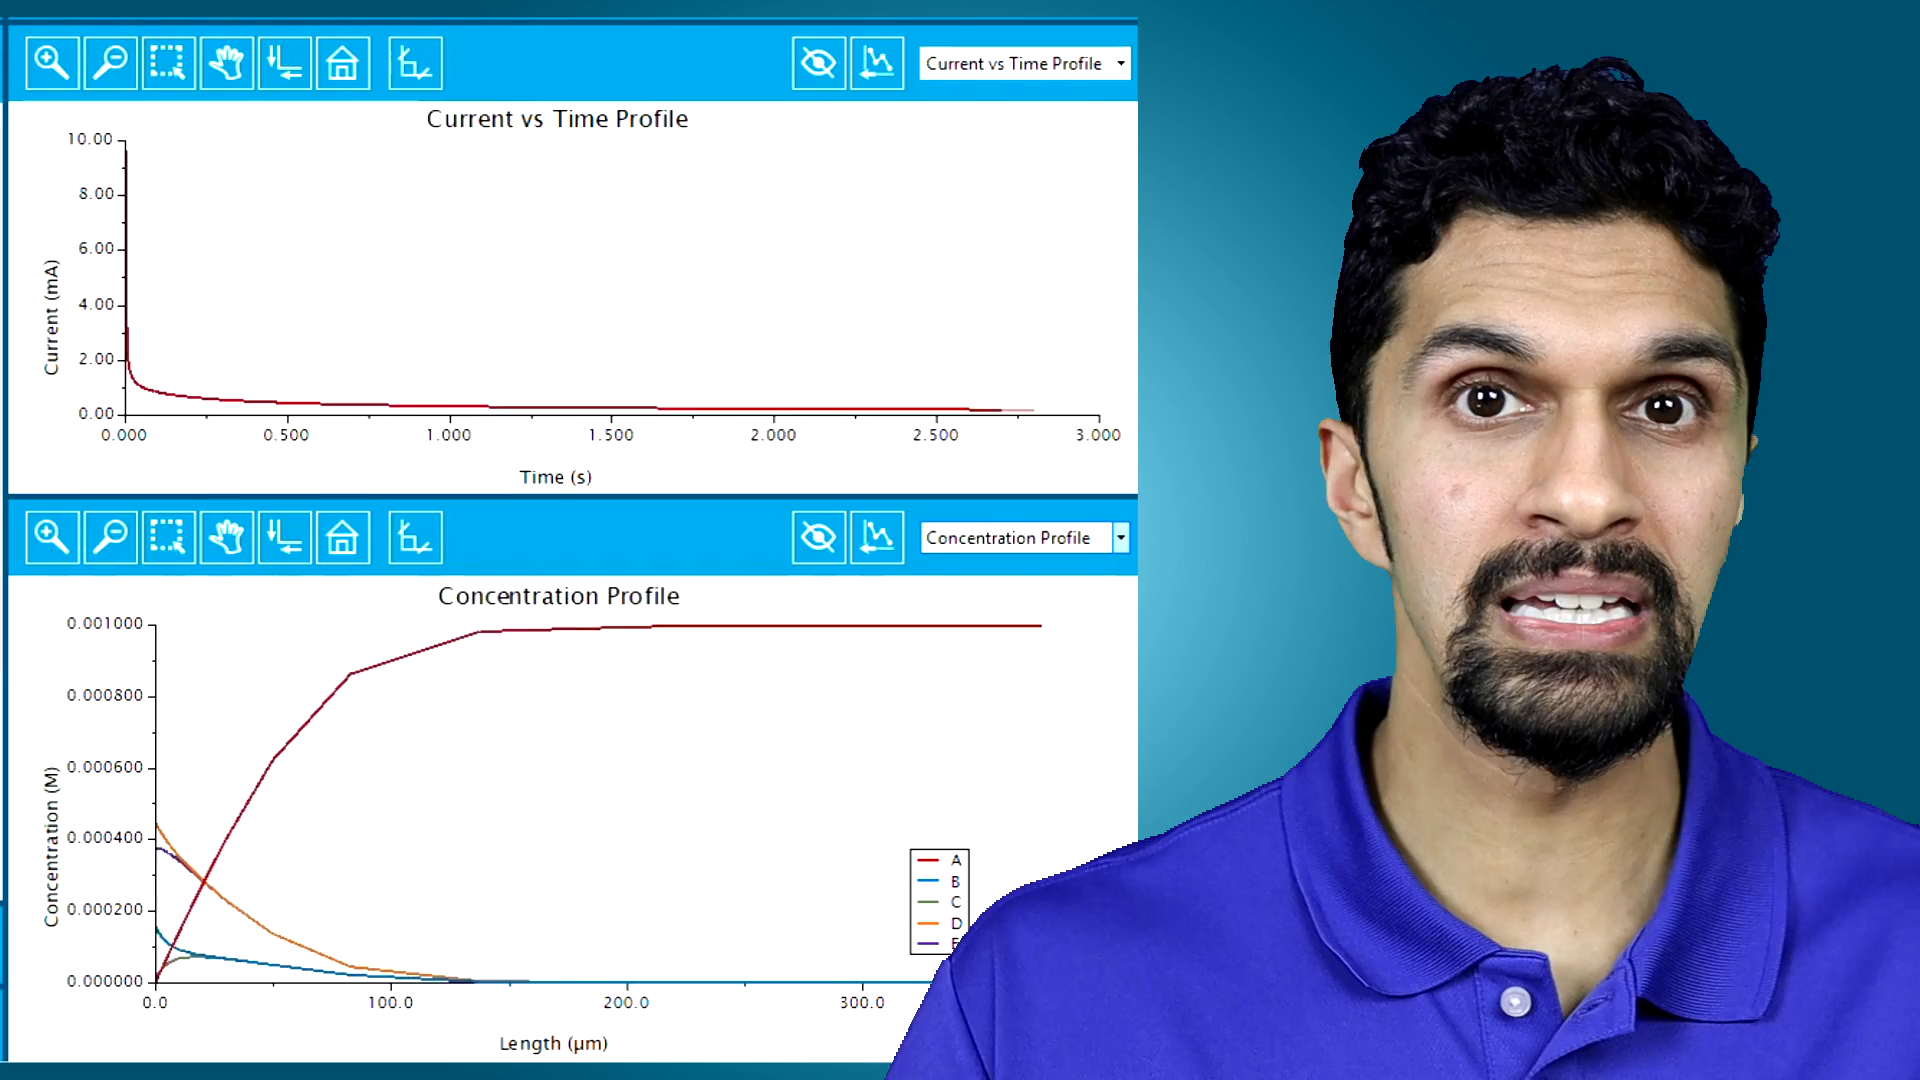 Current vs Time Profile
Current vs Time Profile
10.00
8.00
6.00
4.00
2.00
0.00
Current (mA)
0.000 0.500 1.000 1.500 2.000 2.500 3.000
Time (s)
Concentration Profile
Concentration Profile
0.001000
0.000800
0.000600
0.000400
0.000200
0.000000
Concentration (M)
A
B
C
D
0.0 100.0 200.0 300.0
Length (µm)